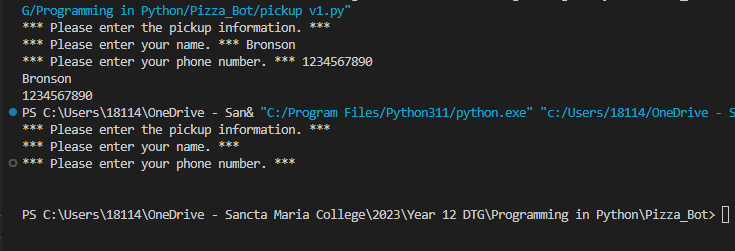 G/Programming in Python/Pizza_Bot/pickup v1.py"
*** Please enter the pickup information. ***
*** Please enter your name. *** Bronson
*** Please enter your phone number. *** 1234567890
Bronson
1234567890
PS C:\Users\18114\OneDrive - San& "C:/Program Files/Python311/python.exe" "c:/Users/18114/OneDrive - S
*** Please enter the pickup information. ***
*** Please enter your name. ***
*** Please enter your phone number. ***
PS C:\Users\18114\OneDrive - Sancta Maria College\2023\Year 12 DTG\Programming in Python\Pizza_Bot>